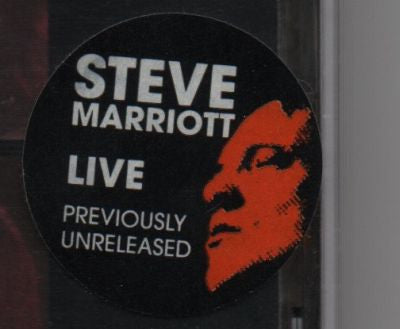 STEVE
MARRIOTT
LIVE
PREVIOUSLY
UNRELEASED